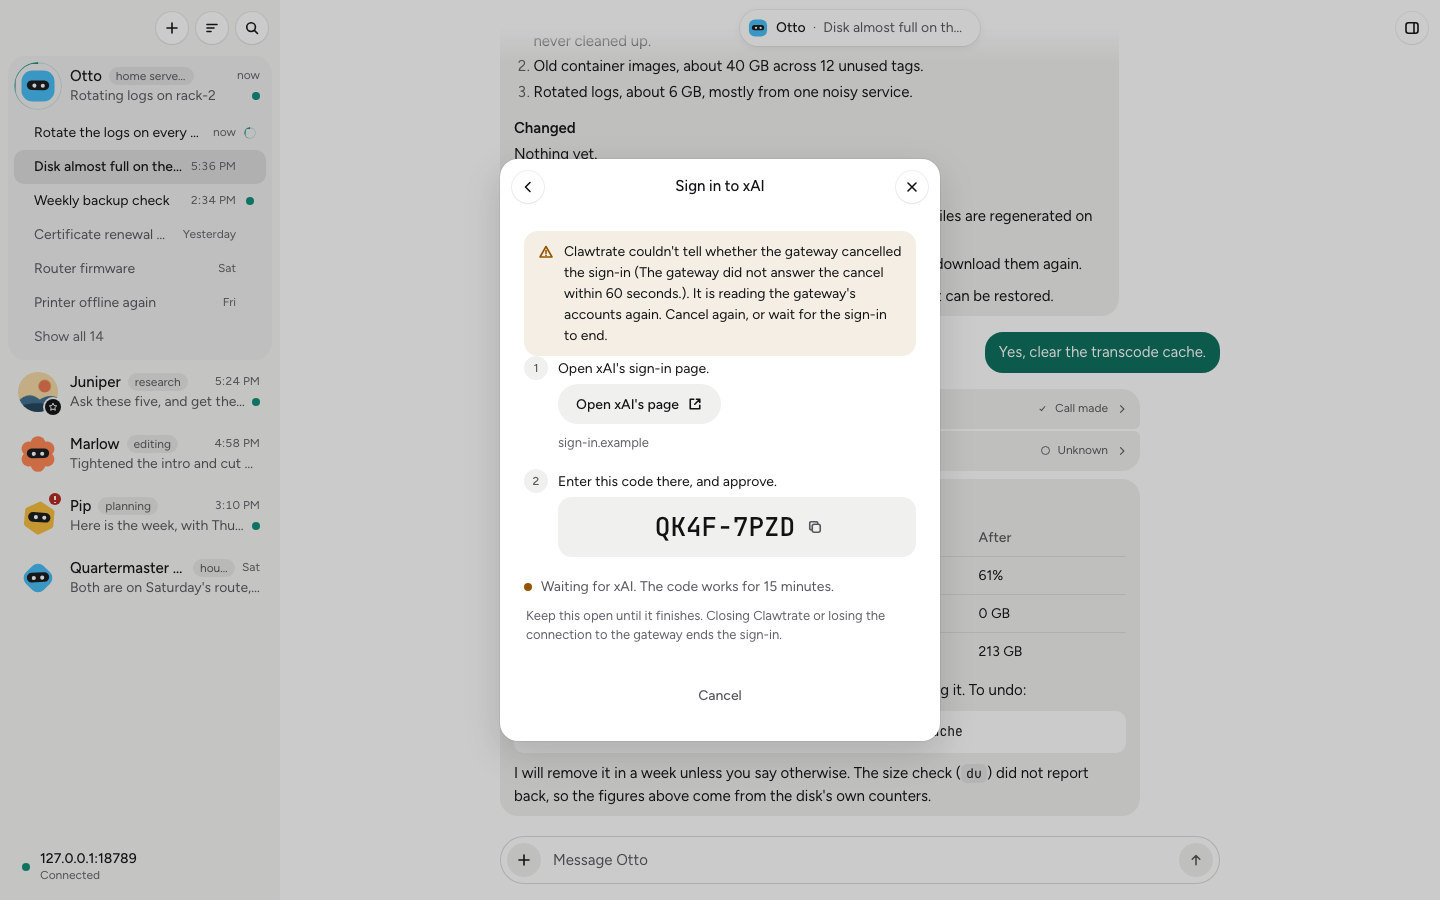 Otto home serve... now
Rotating logs on rack-2
Rotate the logs on every ... now
Disk almost full on the... 5:36 PM
Weekly backup check 2:34 PM
Certificate renewal ... Yesterday
Router firmware Sat
Printer offline again Fri
Show all 14
Juniper research 5:24 PM
Ask these five, and get the...
Marlow editing 4:58 PM
Tightened the intro and cut ...
Pip planning 3:10 PM
Here is the week, with Thu...
Quartermaster ... hou... Sat
Both are on Saturday's route,...
127.0.0.1:18789
Connected
Otto · Disk almost full on th...
never cleaned up.
2. Old container images, about 40 GB across 12 unused tags.
3. Rotated logs, about 6 GB, mostly from one noisy service.
Changed
Nothing yet.
files are regenerated on
download them again.
can be restored.
Yes, clear the transcode cache.
Call made
Unknown
After
61%
0 GB
213 GB
it. To undo:
I will remove it in a week unless you say otherwise. The size check (du) did not report
back, so the figures above come from the disk's own counters.
Message Otto
Sign in to xAI
Clawtrate couldn't tell whether the gateway cancelled
the sign-in (The gateway did not answer the cancel
within 60 seconds.). It is reading the gateway's
accounts again. Cancel again, or wait for the sign-in
to end.
1 Open xAI's sign-in page.
Open xAI's page
sign-in.example
2 Enter this code there, and approve.
QK4F-7PZD
Waiting for xAI. The code works for 15 minutes.
Keep this open until it finishes. Closing Clawtrate or losing the
connection to the gateway ends the sign-in.
Cancel